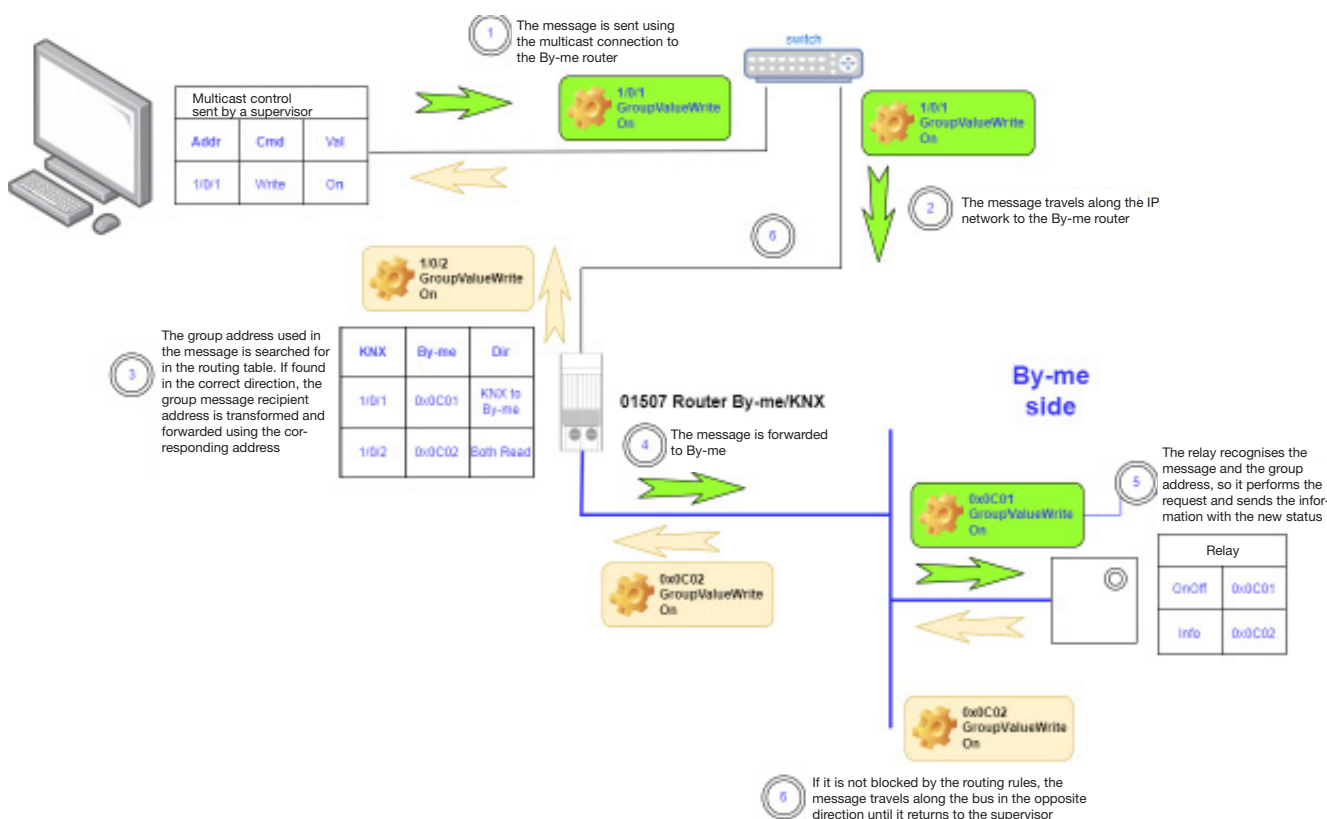 1
The message is sent using
the multicast connection to
the By-me router
switch
Multicast control
sent by a supervisor
Addr Cmd Val
1/0/1 Write On
1/0/1
GroupValueWrite
On
1/0/1
GroupValueWrite
On
2
The message travels along the IP
network to the By-me router
6
1/0/2
GroupValueWrite
On
3
The group address used in
the message is searched for
in the routing table. If found
in the correct direction, the
group message recipient
address is transformed and
forwarded using the cor-
responding address
KNX By-me Dir
1/0/1 0x0C01 KNX to
By-me
1/0/2 0x0C02 Both Read
01507 Router By-me/KNX
4
The message is forwarded
to By-me
By-me
side
5
The relay recognises the
message and the group
address, so it performs the
request and sends the infor-
mation with the new status
0x0C01
GroupValueWrite
On
0x0C02
GroupValueWrite
On
Relay
OnOff 0x0C01
Info 0x0C02
0x0C02
GroupValueWrite
On
6
If it is not blocked by the routing rules, the
message travels along the bus in the opposite
direction until it returns to the supervisor